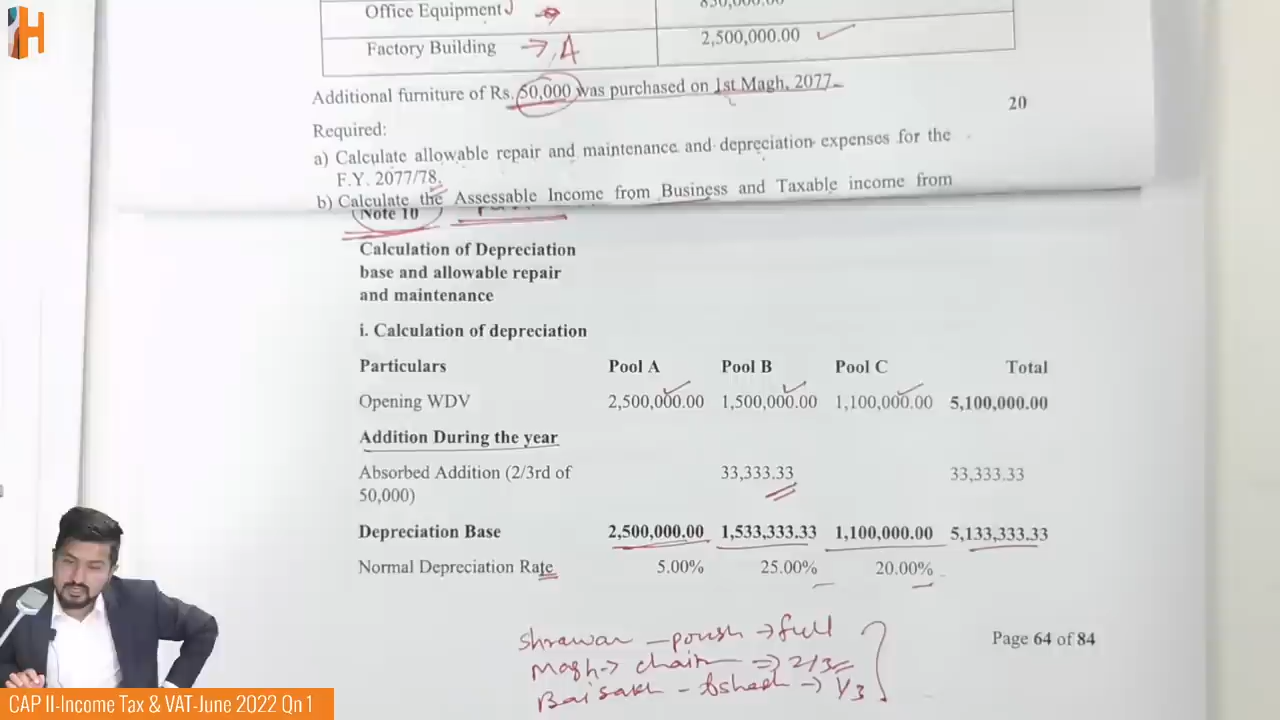 H
Office Equipment
850,000.00
Factory Building → A
2,500,000.00
Additional furniture of Rs. 50,000 was purchased on 1st Magh, 2077
20
Required:
a) Calculate allowable repair and maintenance and depreciation expenses for the
F.Y. 2077/78.
b) Calculate the Assessable Income from Business and Taxable income from
Note 10
Calculation of Depreciation
base and allowable repair
and maintenance
i. Calculation of depreciation
Particulars Pool A Pool B Pool C Total
Opening WDV 2,500,000.00 1,500,000.00 1,100,000.00 5,100,000.00
Addition During the year
Absorbed Addition (2/3rd of 33,333.33 33,333.33
50,000)
Depreciation Base 2,500,000.00 1,533,333.33 1,100,000.00 5,133,333.33
Normal Depreciation Rate 5.00% 25.00% 20.00%
Shrawan – poush → full
Magh → chaitr → 2/3
Baisakh – Ashadh → 1/3
Page 64 of 84
CAP II-Income Tax & VAT-June 2022 Qn 1